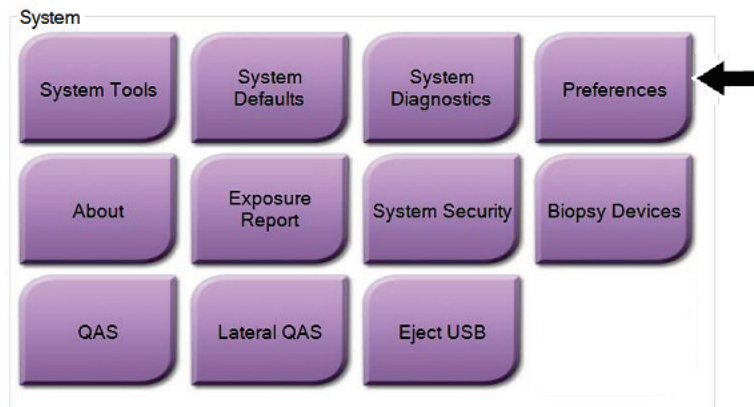 System
System Tools
System
Defaults
System
Diagnostics
Preferences
About
Exposure
Report
System Security
Biopsy Devices
QAS
Lateral QAS
Eject USB